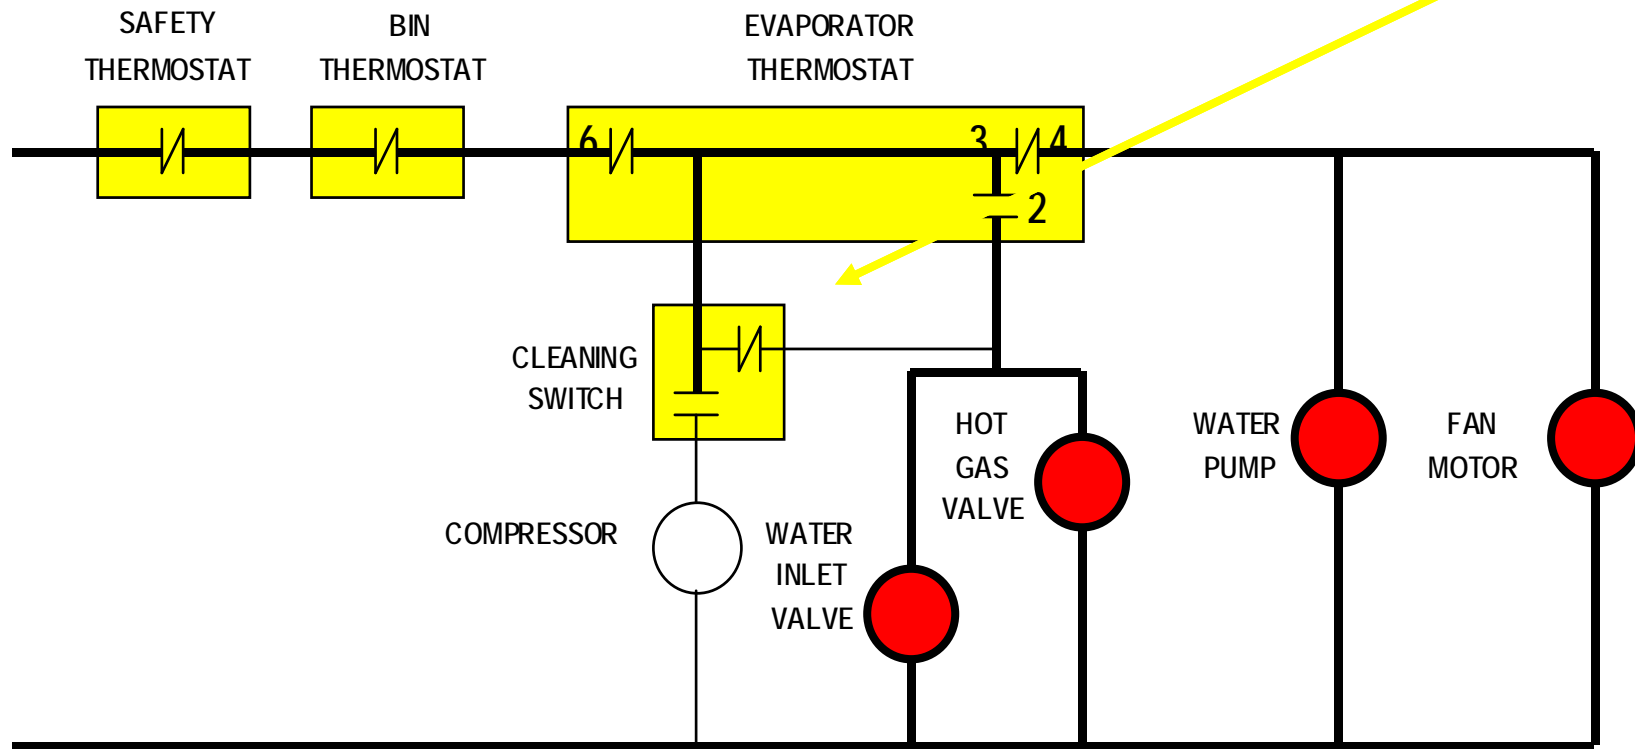 SAFETY
THERMOSTAT
BIN
THERMOSTAT
EVAPORATOR
THERMOSTAT
6
3
4
2
CLEANING
SWITCH
HOT
GAS
VALVE
WATER
PUMP
FAN
MOTOR
COMPRESSOR
WATER
INLET
VALVE